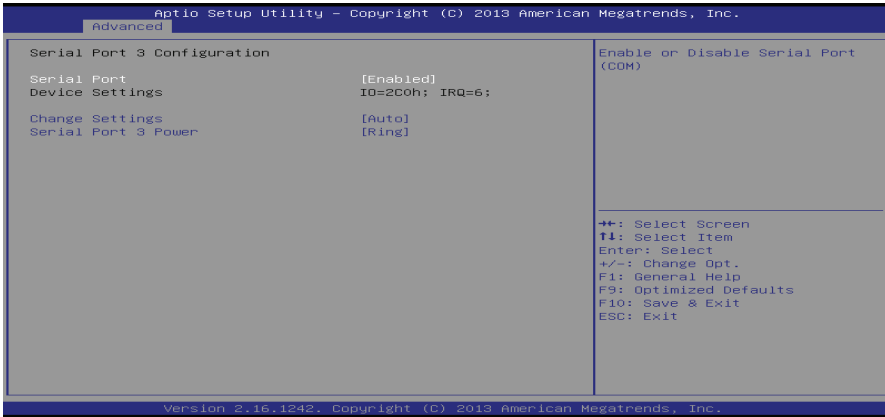 Aptio Setup Utility – Copyright (C) 2013 American Megatrends, Inc.
Advanced
Serial Port 3 Configuration
Serial Port [Enabled]
Device Settings IO=2C0h; IRQ=6;
Change Settings [Auto]
Serial Port 3 Power [Ring]
Enable or Disable Serial Port
(COM)
→←: Select Screen
↑↓: Select Item
Enter: Select
+/-: Change Opt.
F1: General Help
F9: Optimized Defaults
F10: Save & Exit
ESC: Exit
Version 2.16.1242. Copyright (C) 2013 American Megatrends, Inc.